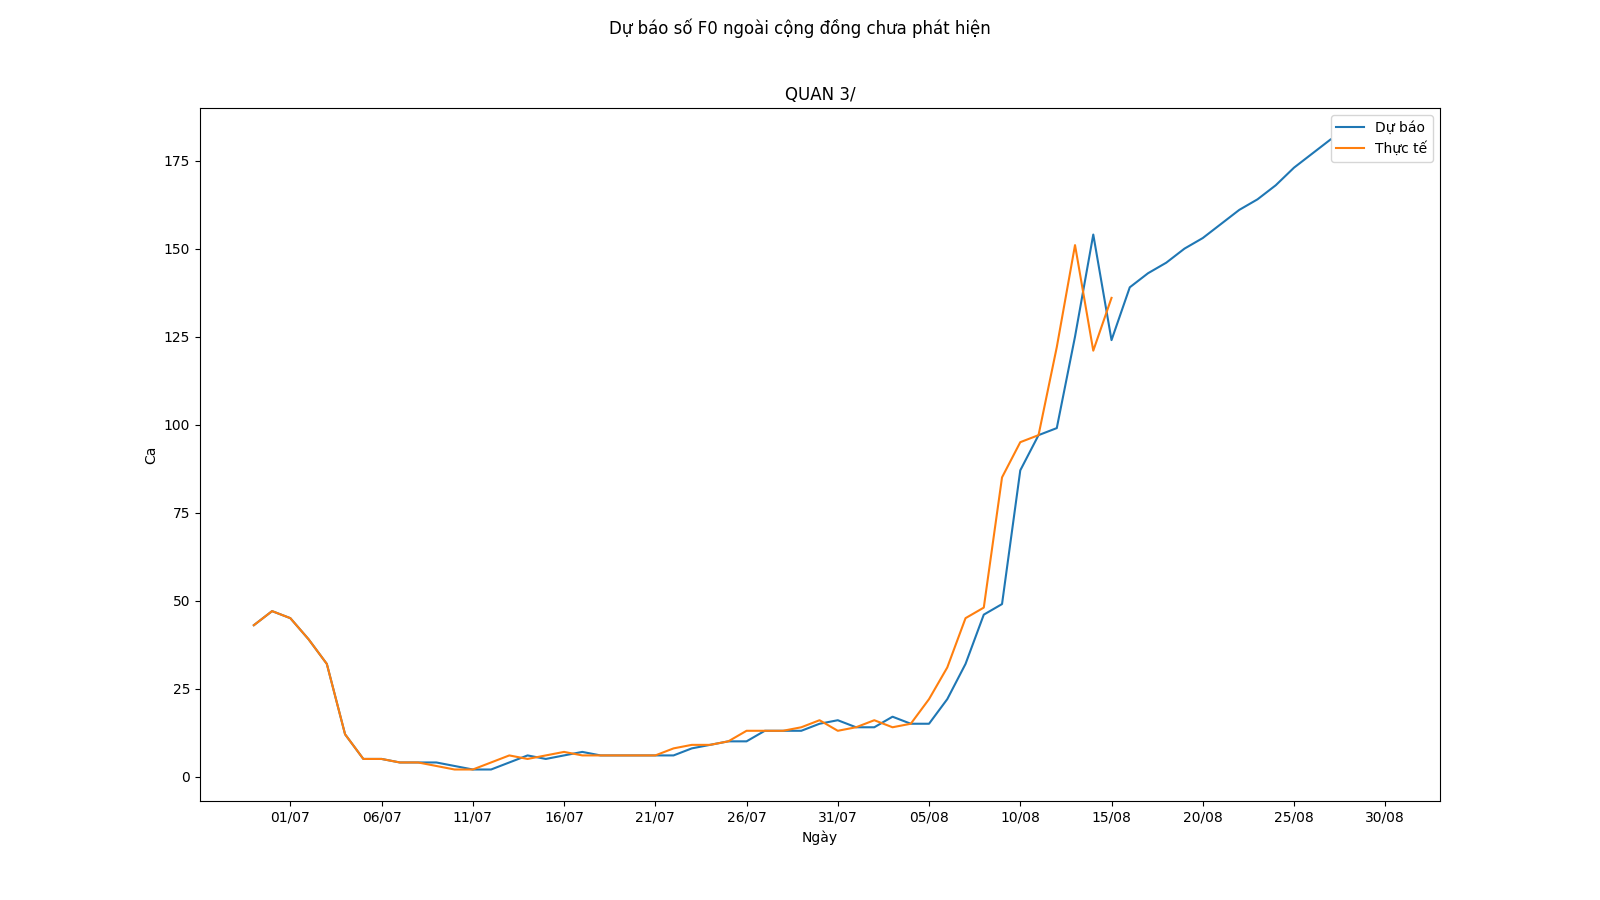 Dự báo số F0 ngoài cộng đồng chưa phát hiện
QUAN 3/
Dự báo
Thực tế
175
150
125
100
75
50
25
0
Ca
01/07 06/07 11/07 16/07 21/07 26/07 31/07 05/08 10/08 15/08 20/08 25/08 30/08
Ngày